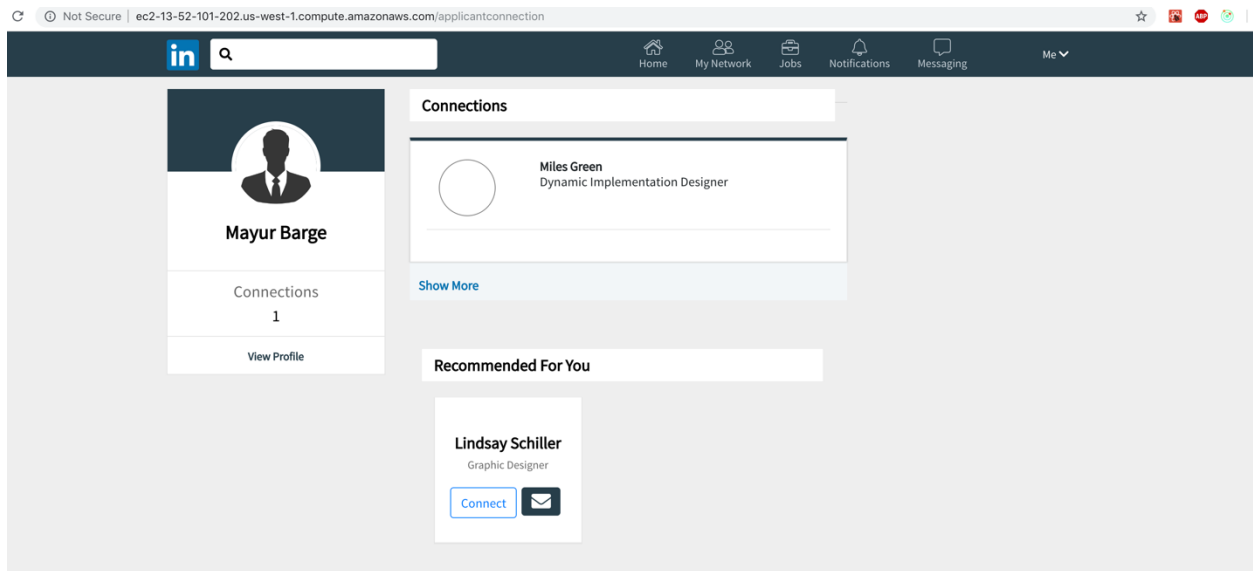 Not Secure | ec2-13-52-101-202.us-west-1.compute.amazonaws.com/applicantconnection
ABP
in
Home
My Network
Jobs
Notifications
Messaging
Me
Mayur Barge
Connections
1
View Profile
Connections
Miles Green
Dynamic Implementation Designer
Show More
Recommended For You
Lindsay Schiller
Graphic Designer
Connect